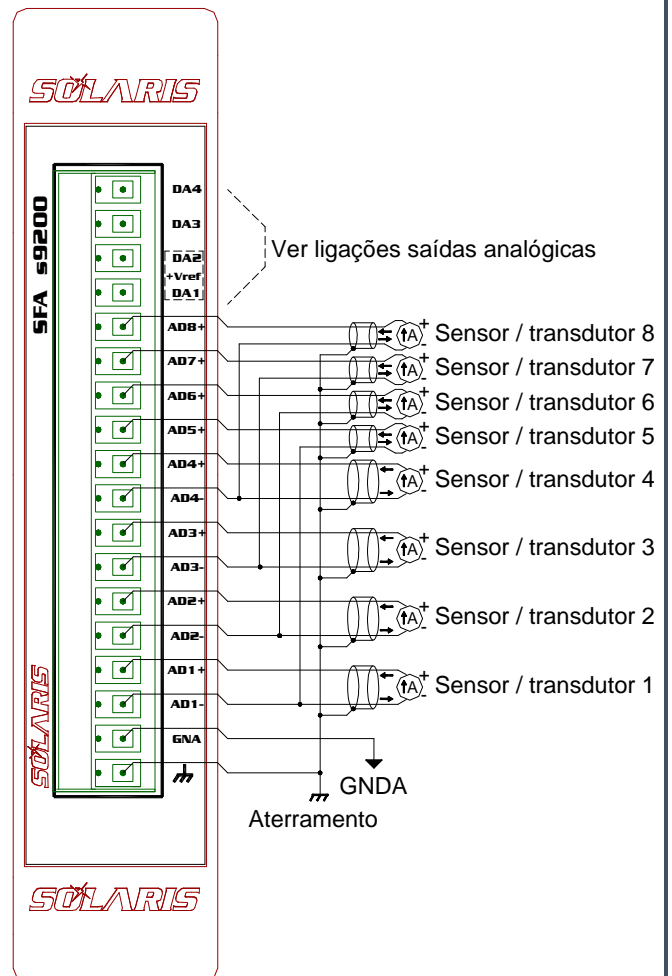 SOLARIS
SFA s9200
DA4
DA3
DA2
+Vref
DA1
AD8+
AD7+
AD6+
AD5+
AD4+
AD4-
AD3+
AD3-
AD2+
AD2-
AD1+
AD1-
GNA
SOLARIS
Ver ligações saídas analógicas
A + - Sensor / transdutor 8
A + - Sensor / transdutor 7
A + - Sensor / transdutor 6
A + - Sensor / transdutor 5
A + - Sensor / transdutor 4
A + - Sensor / transdutor 3
A + - Sensor / transdutor 2
A + - Sensor / transdutor 1
GNDA
Aterramento
SOLARIS